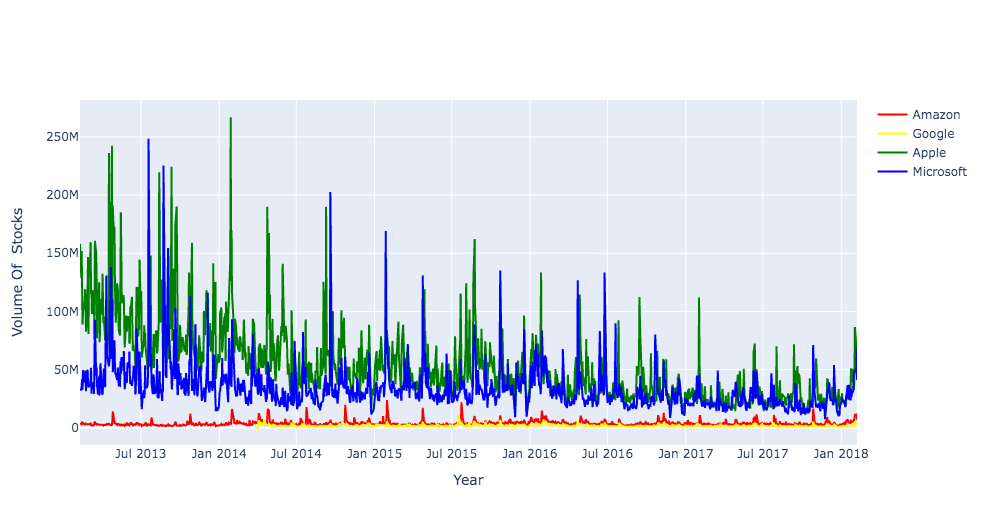 Amazon
Google
Apple
Microsoft
250M
200M
150M
100M
50M
0
Volume Of Stocks
Jul 2013
Jan 2014
Jul 2014
Jan 2015
Jul 2015
Jan 2016
Jul 2016
Jan 2017
Jul 2017
Jan 2018
Year